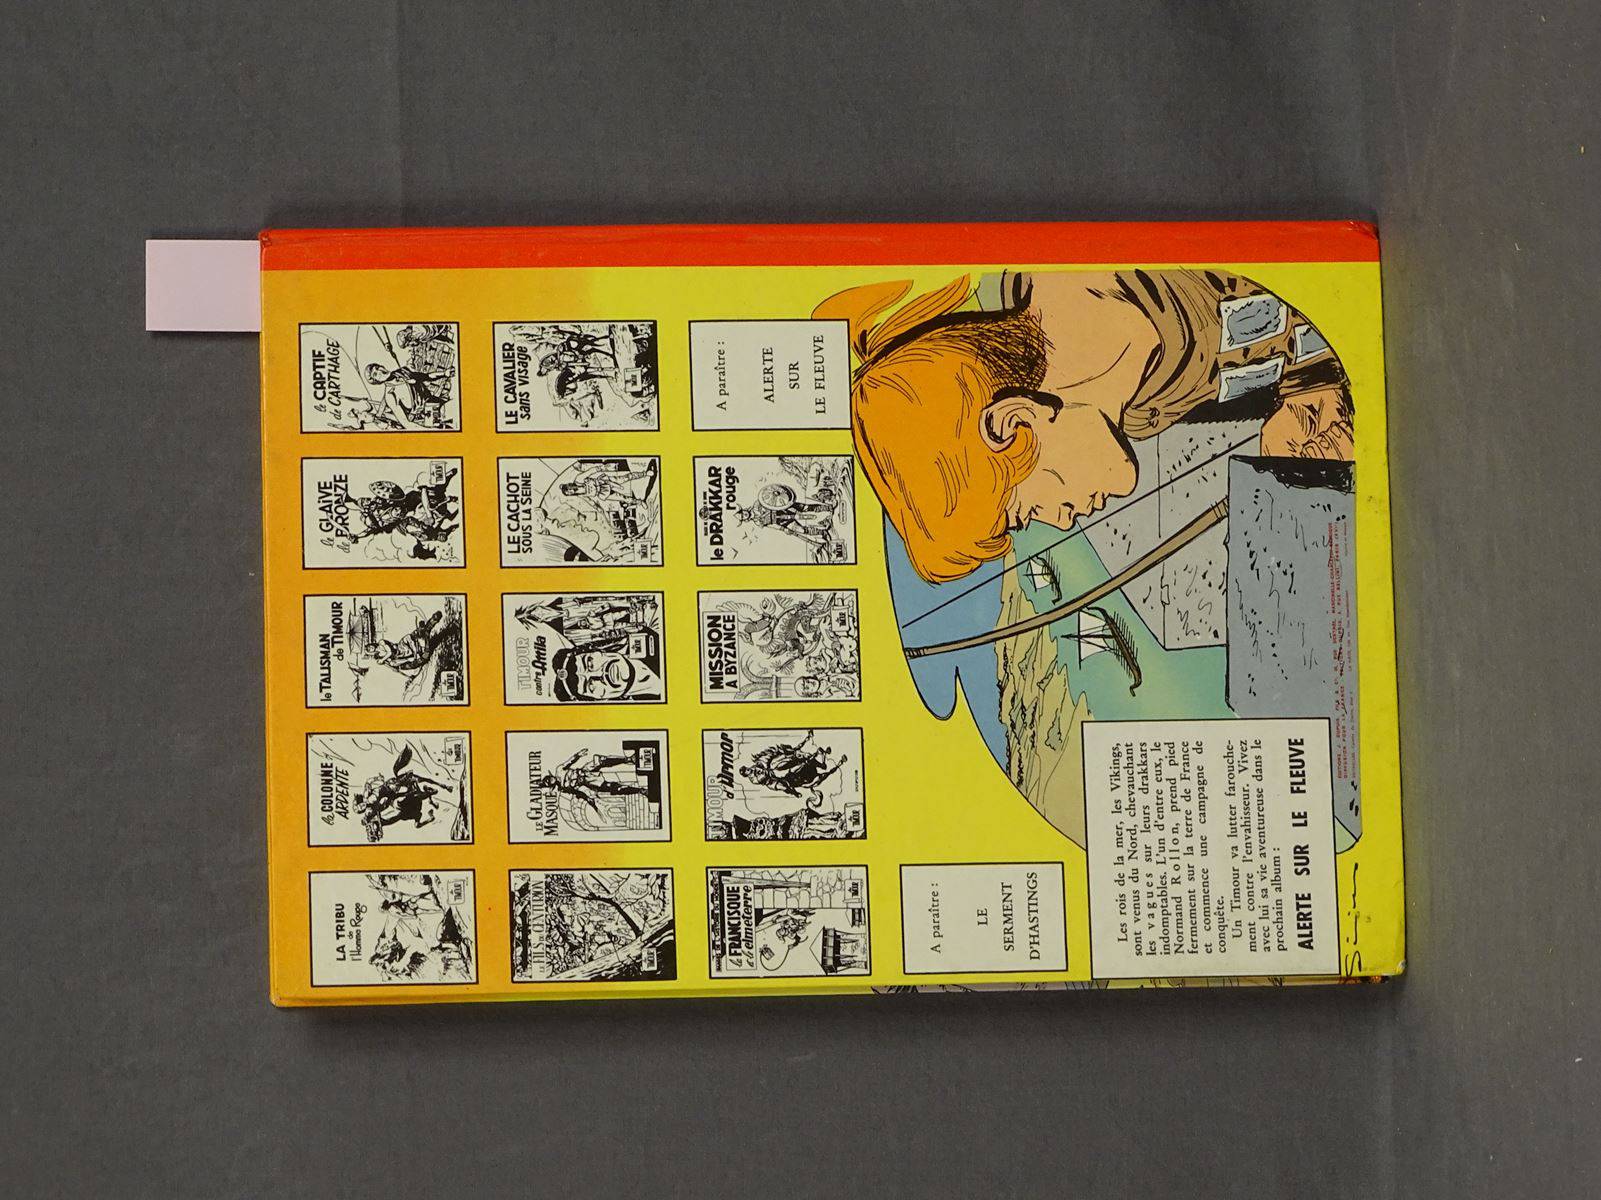 LA TRIBU
de
l'Homme Rouge
la COLONNE
ARDENTE
le TALISMAN
de TIMOUR
le GLAIVE
de BRONZE
le CAPTIF
de CARTHAGE
LE FILS DU CENTURION
LE GLADIATEUR
MASQUÉ
TIMOUR
contre Attila
LE CACHOT
SOUS LA SEINE
LE CAVALIER
sans visage
la FRANCISQUE
et le cimeterre
TIMOUR
d'Armor
MISSION
A BYZANCE
le DRAKKAR
rouge
A paraître :
ALERTE
SUR
LE FLEUVE
A paraître :
LE
SERMENT
D'HASTINGS
Les rois de la mer, les Vikings,
sont venus du Nord, chevauchant
les vagues sur leurs drakkars
indomptables. L'un d'entre eux, le
Normand Rollon, prend pied
fermement sur la terre de France
et commence une campagne de
conquête.
Un Timour va lutter farouche-
ment contre l'envahisseur. Vivez
avec lui sa vie aventureuse dans le
prochain album :
ALERTE SUR LE FLEUVE
Sirius